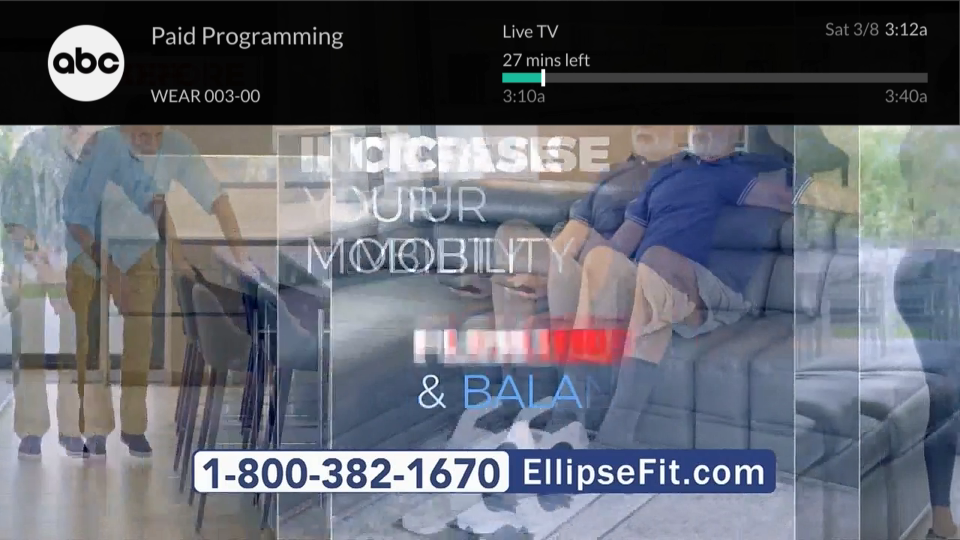 abc
Paid Programming
WEAR 003-00
Live TV
27 mins left
3:10a
Sat 3/8 3:12a
3:40a
INCREASE
YOUR
MOBILITY
& BALAN
1-800-382-1670 EllipseFit.com